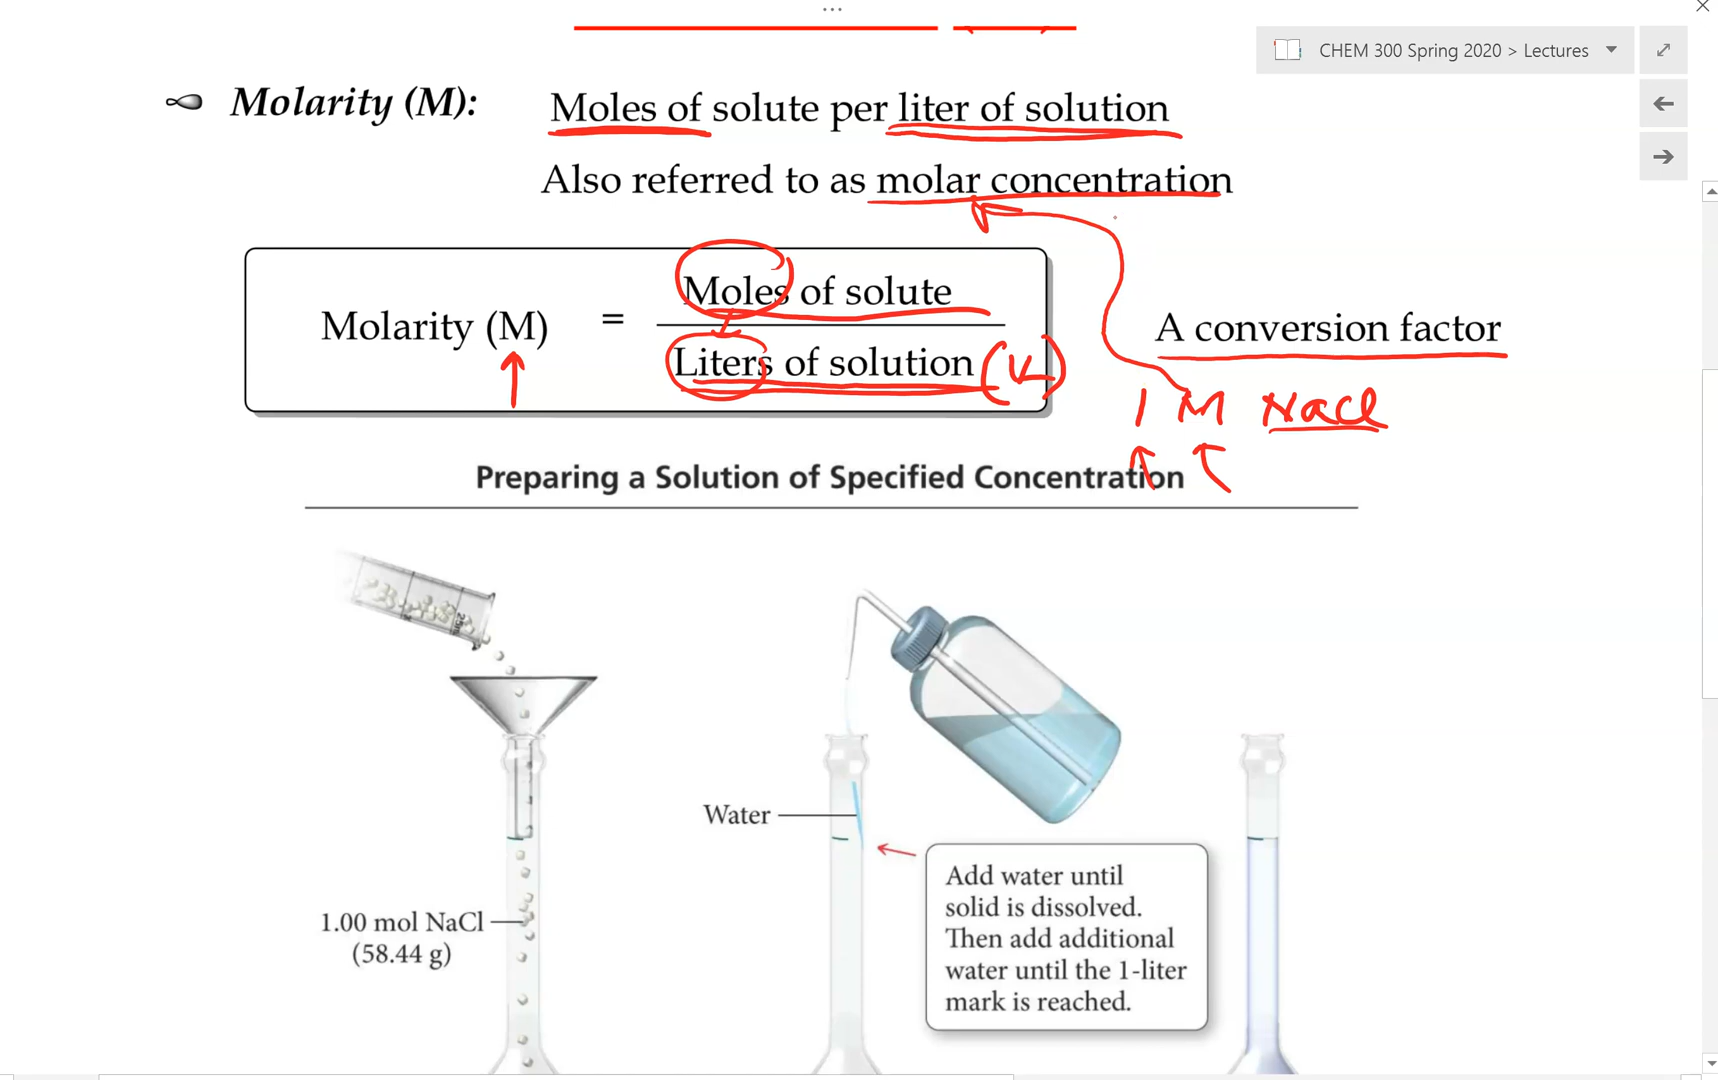 CHEM 300 Spring 2020 > Lectures
Molarity (M): Moles of solute per liter of solution
Also referred to as molar concentration
Molarity (M) = Moles of solute
Liters of solution (L)
A conversion factor
1 M NaCl
Preparing a Solution of Specified Concentration
Water
1.00 mol NaCl
(58.44 g)
Add water until
solid is dissolved.
Then add additional
water until the 1-liter
mark is reached.